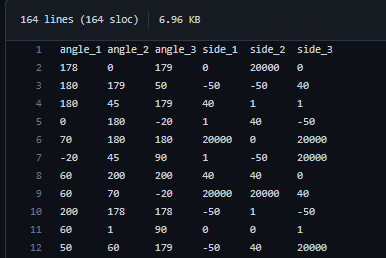 164 lines (164 sloc) 6.96 KB
1 angle_1 angle_2 angle_3 side_1 side_2 side_3
2 178 0 179 0 20000 0
3 180 179 50 -50 -50 40
4 180 45 179 40 1 1
5 0 180 -20 1 40 -50
6 70 180 180 20000 0 20000
7 -20 45 90 1 -50 20000
8 60 200 200 40 40 0
9 60 70 -20 20000 20000 40
10 200 178 178 -50 1 -50
11 60 1 90 0 0 1
12 50 60 179 -50 40 20000